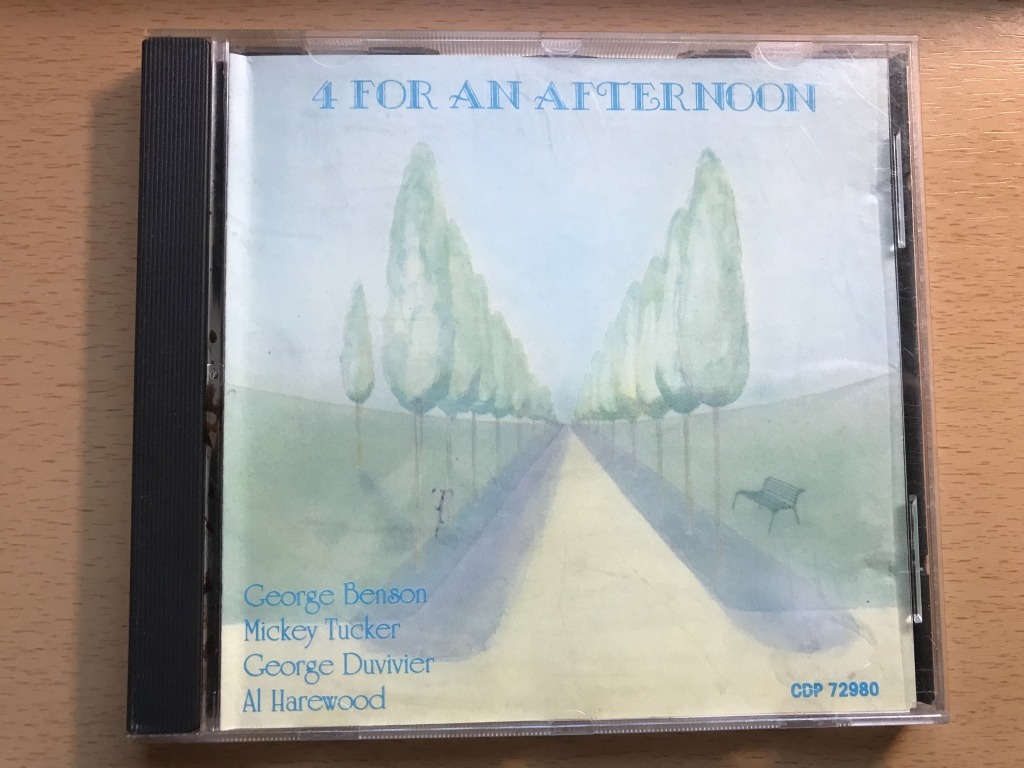 4 FOR AN AFTERNOON
George Benson
Mickey Tucker
George Duvivier
Al Harewood
CDP 72980